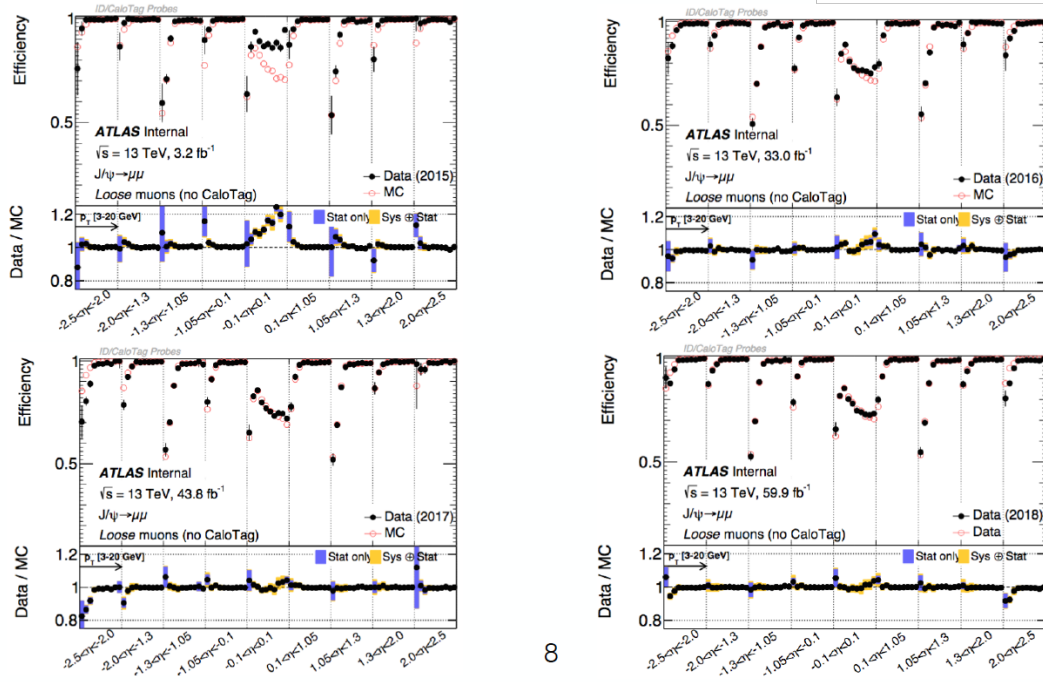 ID/CaloTag Probes
Efficiency
1
0.5
ATLAS Internal
√s = 13 TeV, 3.2 fb⁻¹
J/ψ→μμ
Loose muons (no CaloTag)
Data (2015)
MC
Data / MC
1.2
1
0.8
p_T [3-20 GeV]
Stat only
Sys ⊕ Stat
-2.5<η<-2.0
-2.0<η<-1.3
-1.3<η<-1.05
-1.05<η<-0.1
-0.1<η<0.1
0.1<η<1.05
1.05<η<1.3
1.3<η<2.0
2.0<η<2.5
ID/CaloTag Probes
Efficiency
1
0.5
ATLAS Internal
√s = 13 TeV, 33.0 fb⁻¹
J/ψ→μμ
Loose muons (no CaloTag)
Data (2016)
MC
Data / MC
1.2
1
0.8
p_T [3-20 GeV]
Stat only
Sys ⊕ Stat
-2.5<η<-2.0
-2.0<η<-1.3
-1.3<η<-1.05
-1.05<η<-0.1
-0.1<η<0.1
0.1<η<1.05
1.05<η<1.3
1.3<η<2.0
2.0<η<2.5
ID/CaloTag Probes
Efficiency
1
0.5
ATLAS Internal
√s = 13 TeV, 43.8 fb⁻¹
J/ψ→μμ
Loose muons (no CaloTag)
Data (2017)
MC
Data / MC
1.2
1
0.8
p_T [3-20 GeV]
Stat only
Sys ⊕ Stat
-2.5<η<-2.0
-2.0<η<-1.3
-1.3<η<-1.05
-1.05<η<-0.1
-0.1<η<0.1
0.1<η<1.05
1.05<η<1.3
1.3<η<2.0
2.0<η<2.5
ID/CaloTag Probes
Efficiency
1
0.5
ATLAS Internal
√s = 13 TeV, 59.9 fb⁻¹
J/ψ→μμ
Loose muons (no CaloTag)
Data (2018)
Data
Data / MC
1.2
1
0.8
p_T [3-20 GeV]
Stat only
Sys ⊕ Stat
-2.5<η<-2.0
-2.0<η<-1.3
-1.3<η<-1.05
-1.05<η<-0.1
-0.1<η<0.1
0.1<η<1.05
1.05<η<1.3
1.3<η<2.0
2.0<η<2.5
8